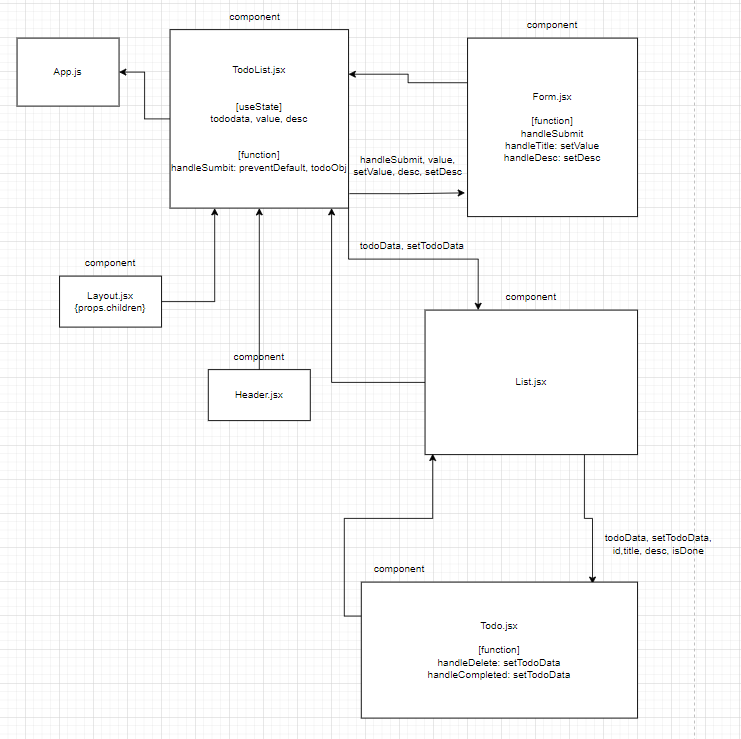 component
App.js
TodoList.jsx
[useState]
tododata, value, desc
[function]
handleSumbit: preventDefault, todoObj
component
Form.jsx
[function]
handleSubmit
handleTitle: setValue
handleDesc: setDesc
handleSubmit, value,
setValue, desc, setDesc
todoData, setTodoData
component
Layout.jsx
{props.children}
component
Header.jsx
component
List.jsx
todoData, setTodoData,
id,title, desc, isDone
component
Todo.jsx
[function]
handleDelete: setTodoData
handleCompleted: setTodoData